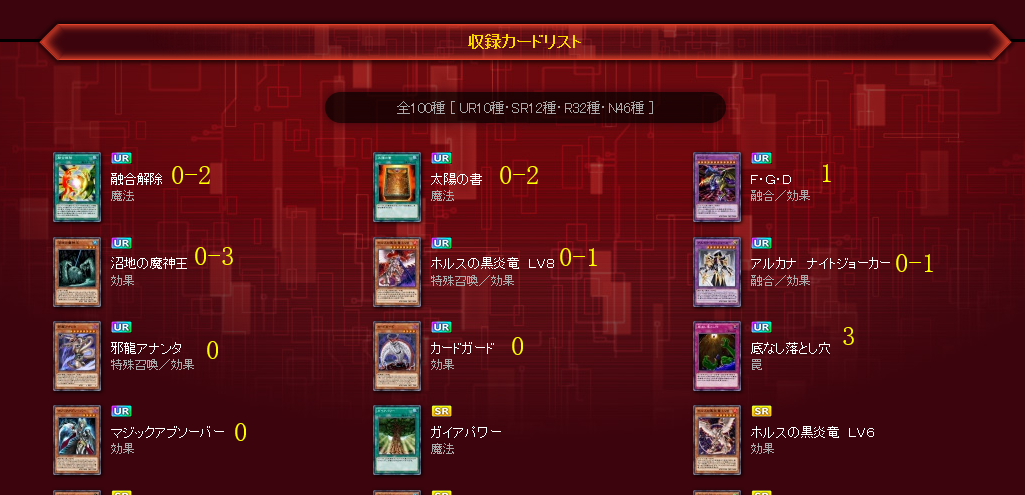 収録カードリスト
全100種 [ UR10種・SR12種・R32種・N46種 ]
UR
融合解除 0-2
魔法
UR
太陽の書 0-2
魔法
UR
F・G・D 1
融合／効果
UR
沼地の魔神王 0-3
効果
UR
ホルスの黒炎竜 LV8 0-1
特殊召喚／効果
UR
アルカナ ナイトジョーカー 0-1
融合／効果
UR
邪龍アナンタ 0
特殊召喚／効果
UR
カードガード 0
効果
UR
底なし落とし穴 3
罠
UR
マジックアブソーバー 0
効果
SR
ガイアパワー
魔法
SR
ホルスの黒炎竜 LV6
効果